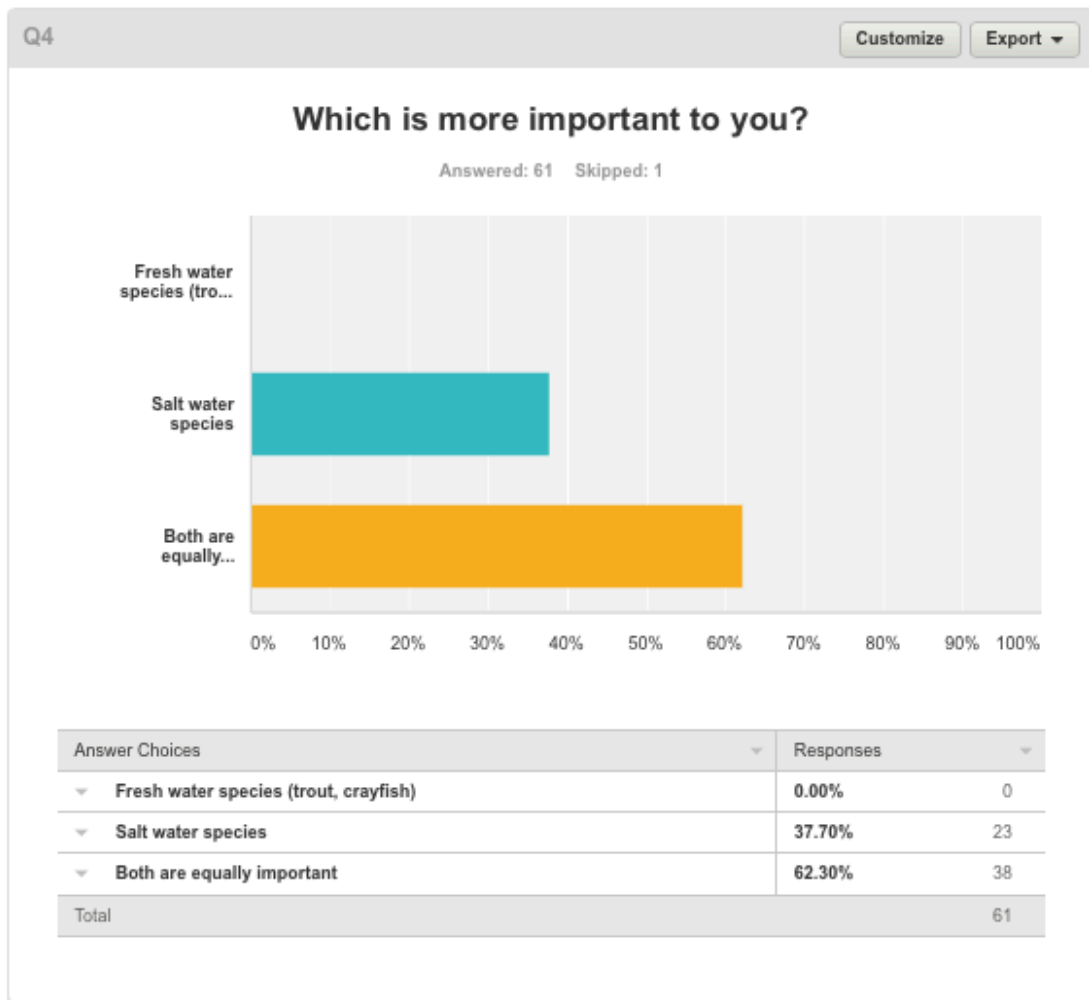 Q4
Customize
Export
Which is more important to you?
Answered: 61 Skipped: 1
Fresh water
species (tro...
Salt water
species
Both are
equally...
0% 10% 20% 30% 40% 50% 60% 70% 80% 90% 100%
Answer Choices Responses
Fresh water species (trout, crayfish) 0.00% 0
Salt water species 37.70% 23
Both are equally important 62.30% 38
Total 61